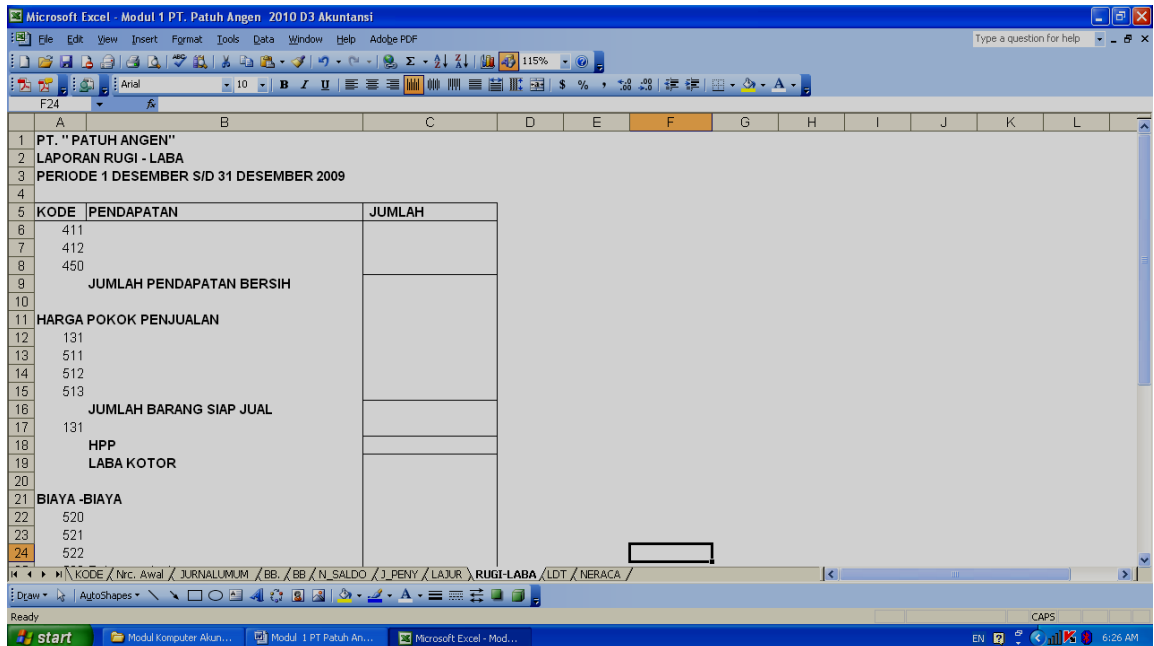 Microsoft Excel - Modul 1 PT. Patuh Angen 2010 D3 Akuntansi
File Edit View Insert Format Tools Data Window Help Adobe PDF Type a question for help
115%
Arial 10 B I U $ % ,
F24 fx
A B C D E F G H I J K L
1 PT. "PATUH ANGEN"
2 LAPORAN RUGI - LABA
3 PERIODE 1 DESEMBER S/D 31 DESEMBER 2009
4
5 KODE PENDAPATAN JUMLAH
6 411
7 412
8 450
9 JUMLAH PENDAPATAN BERSIH
10
11 HARGA POKOK PENJUALAN
12 131
13 511
14 512
15 513
16 JUMLAH BARANG SIAP JUAL
17 131
18 HPP
19 LABA KOTOR
20
21 BIAYA -BIAYA
22 520
23 521
24 522
KODE / Nrc. Awal / JURNALUMUM / BB. / BB / N_SALDO / J_PENY / LAJUR \ RUGI-LABA / LDT / NERACA /
Draw AutoShapes
Ready CAPS
start Modul Komputer Akun... Modul 1 PT Patuh An... Microsoft Excel - Mod... EN 6:26 AM